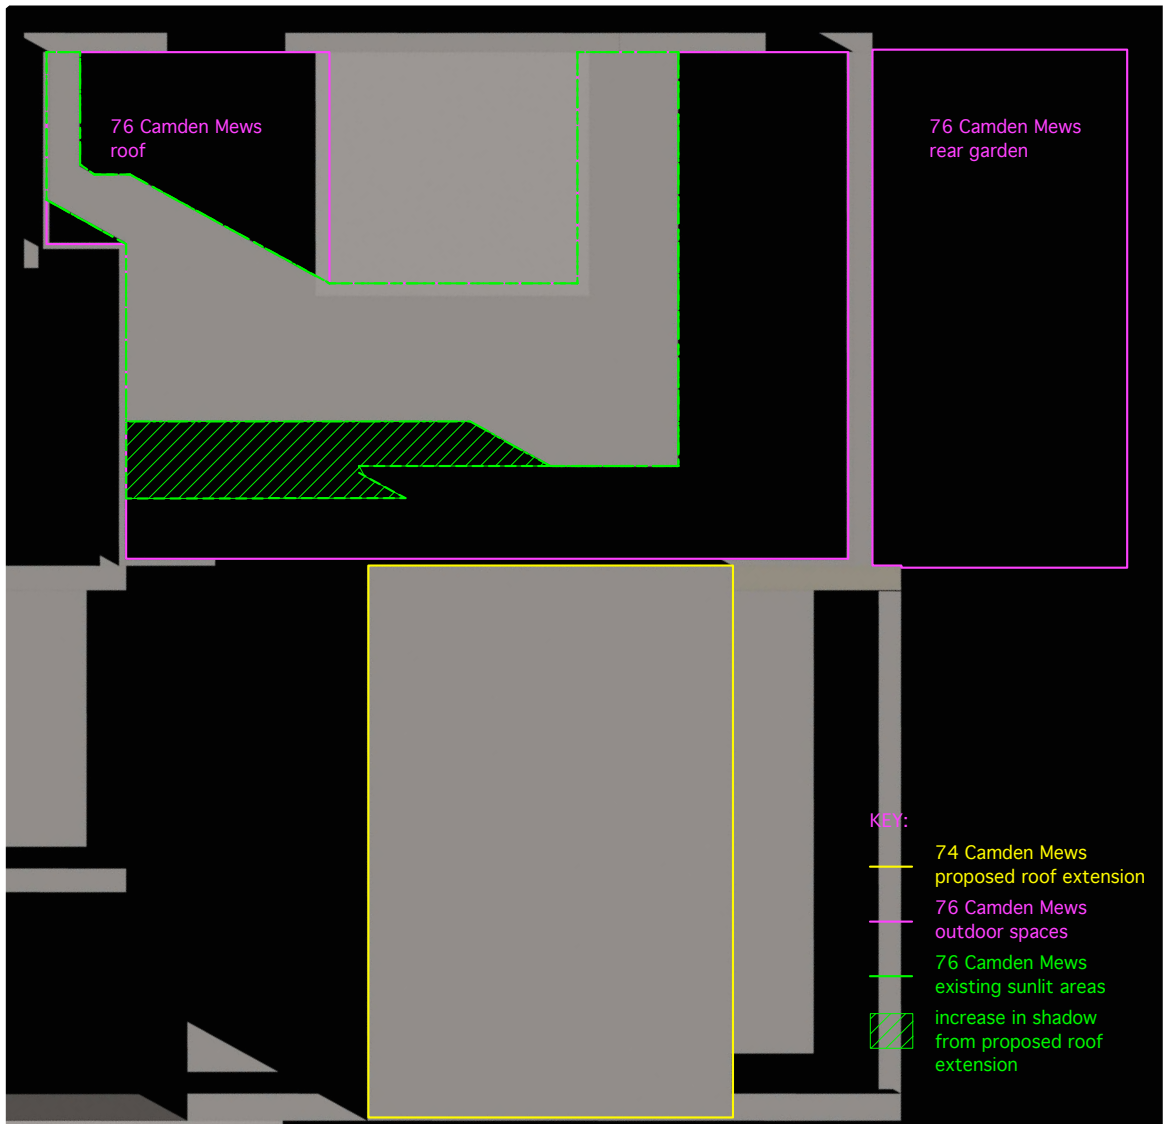 76 Camden Mews
roof
76 Camden Mews
rear garden
KEY:
74 Camden Mews
proposed roof extension
76 Camden Mews
outdoor spaces
76 Camden Mews
existing sunlit areas
increase in shadow
from proposed roof
extension